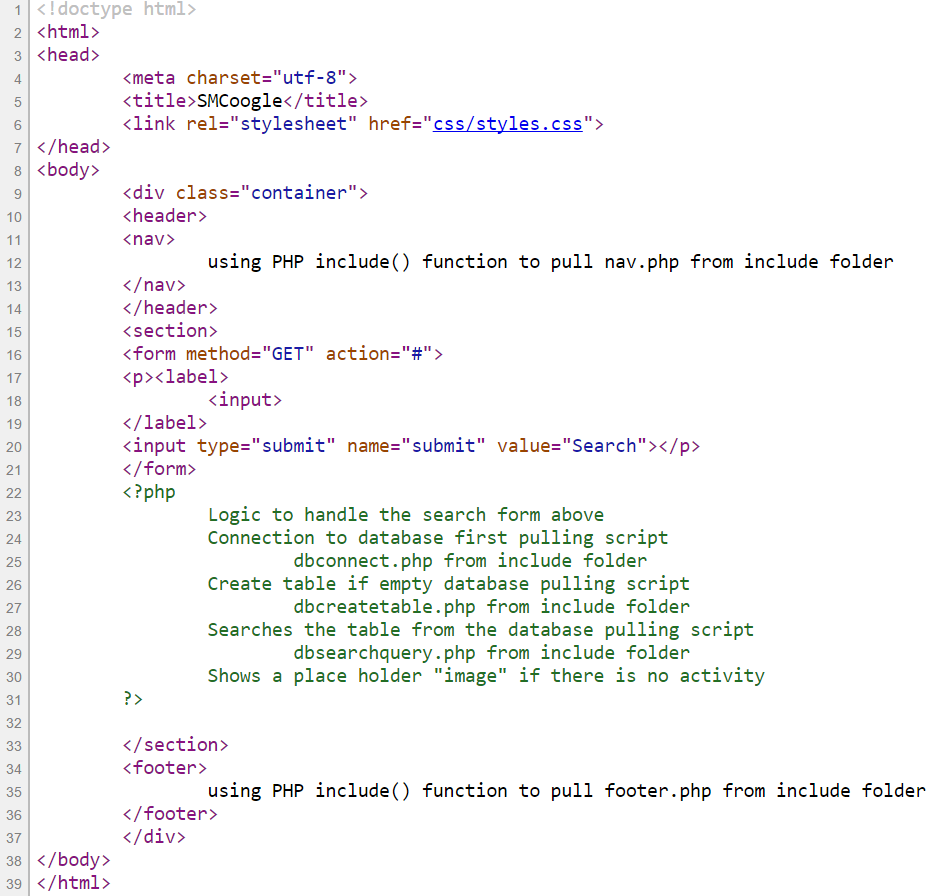 1 <!doctype html>
2 <html>
3 <head>
4 <meta charset="utf-8">
5 <title>SMCoogle</title>
6 <link rel="stylesheet" href="css/styles.css">
7 </head>
8 <body>
9 <div class="container">
10 <header>
11 <nav>
12 using PHP include() function to pull nav.php from include folder
13 </nav>
14 </header>
15 <section>
16 <form method="GET" action="#">
17 <p><label>
18 <input>
19 </label>
20 <input type="submit" name="submit" value="Search"></p>
21 </form>
22 <?php
23 Logic to handle the search form above
24 Connection to database first pulling script
25 dbconnect.php from include folder
26 Create table if empty database pulling script
27 dbcreatetable.php from include folder
28 Searches the table from the database pulling script
29 dbsearchquery.php from include folder
30 Shows a place holder "image" if there is no activity
31 ?>
32
33 </section>
34 <footer>
35 using PHP include() function to pull footer.php from include folder
36 </footer>
37 </div>
38 </body>
39 </html>